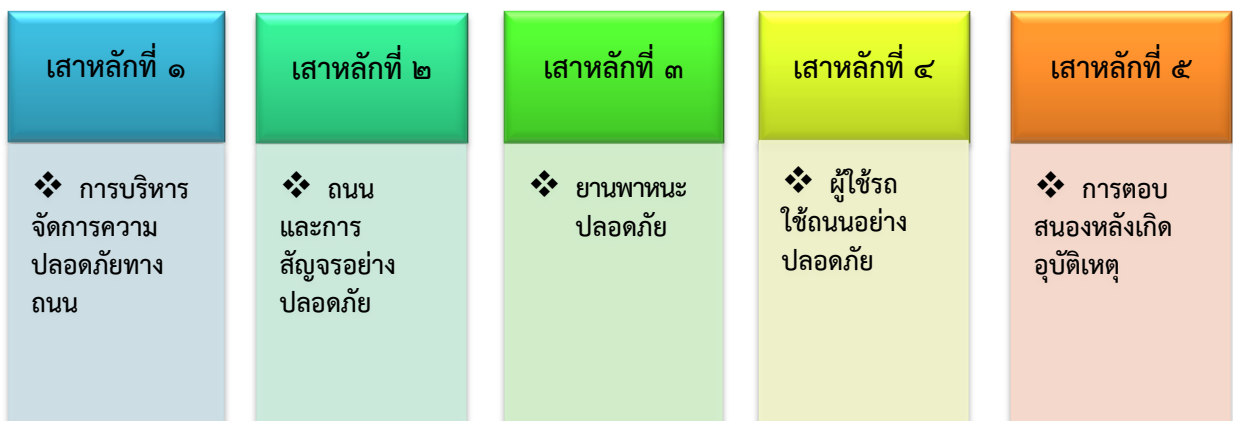 เสาหลักที่ ๑
❖ การบริหาร
จัดการความ
ปลอดภัยทาง
ถนน
เสาหลักที่ ๒
❖ ถนน
และการ
สัญจรอย่าง
ปลอดภัย
เสาหลักที่ ๓
❖ ยานพาหนะ
ปลอดภัย
เสาหลักที่ ๔
❖ ผู้ใช้รถ
ใช้ถนนอย่าง
ปลอดภัย
เสาหลักที่ ๕
❖ การตอบ
สนองหลังเกิด
อุบัติเหตุ